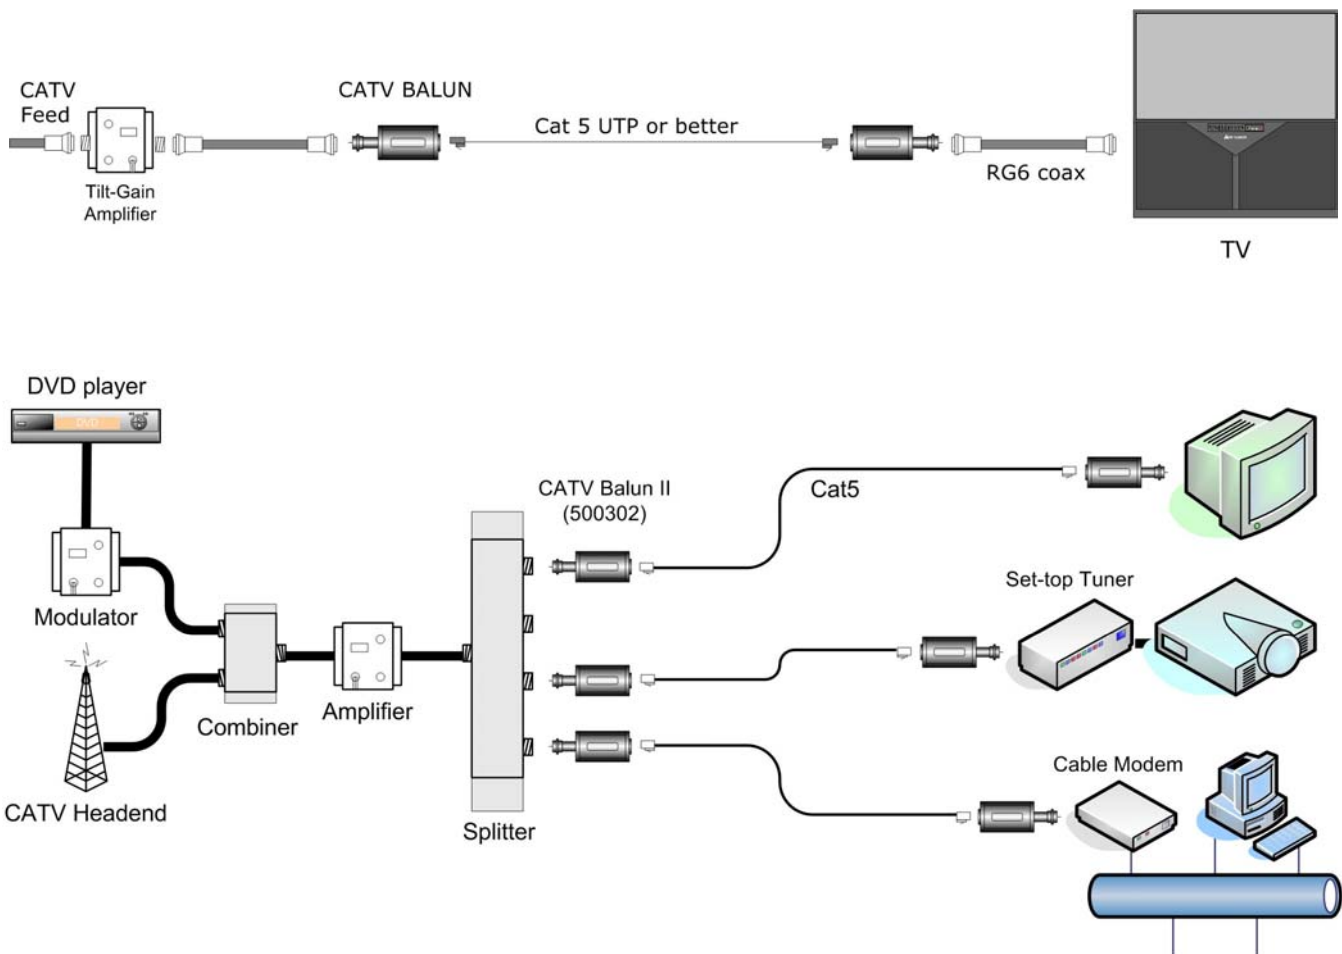 CATV
Feed
CATV BALUN
Cat 5 UTP or better
RG6 coax
Tilt-Gain
Amplifier
TV
DVD player
DVD
CATV Balun II
(500302)
Cat5
Modulator
Set-top Tuner
Combiner
Amplifier
Cable Modem
CATV Headend
Splitter